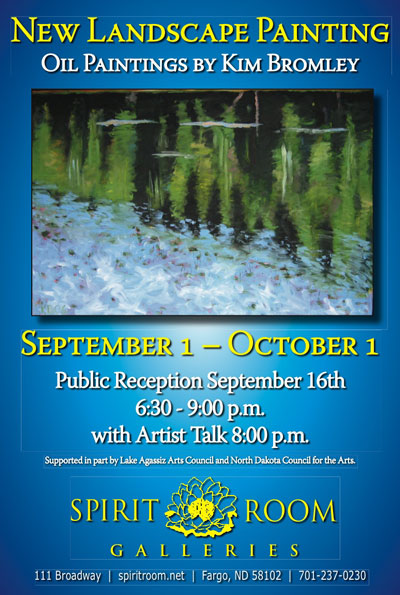 New Landscape Painting
Oil Paintings by Kim Bromley
September 1 – October 1
Public Reception September 16th
6:30 - 9:00 p.m.
with Artist Talk 8:00 p.m.
Supported in part by Lake Agassiz Arts Council and North Dakota Council for the Arts.
SPIRIT ROOM
GALLERIES
111 Broadway | spiritroom.net | Fargo, ND 58102 | 701-237-0230